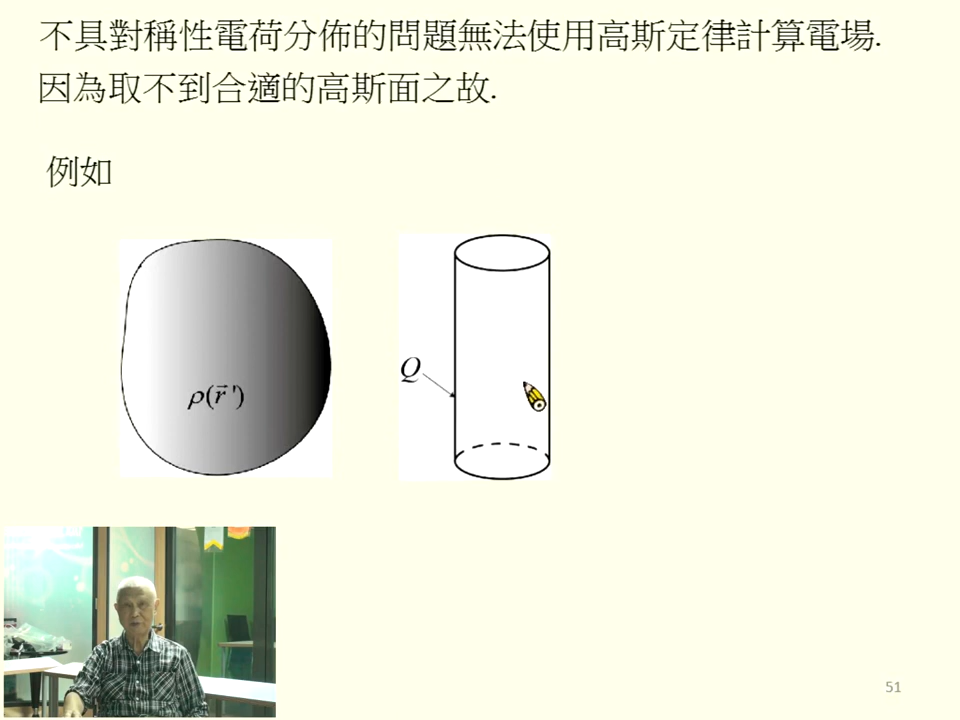 不具對稱性電荷分佈的問題無法使用高斯定律計算電場.
因為取不到合適的高斯面之故.
例如
ρ(r⃗ ')
Q
51